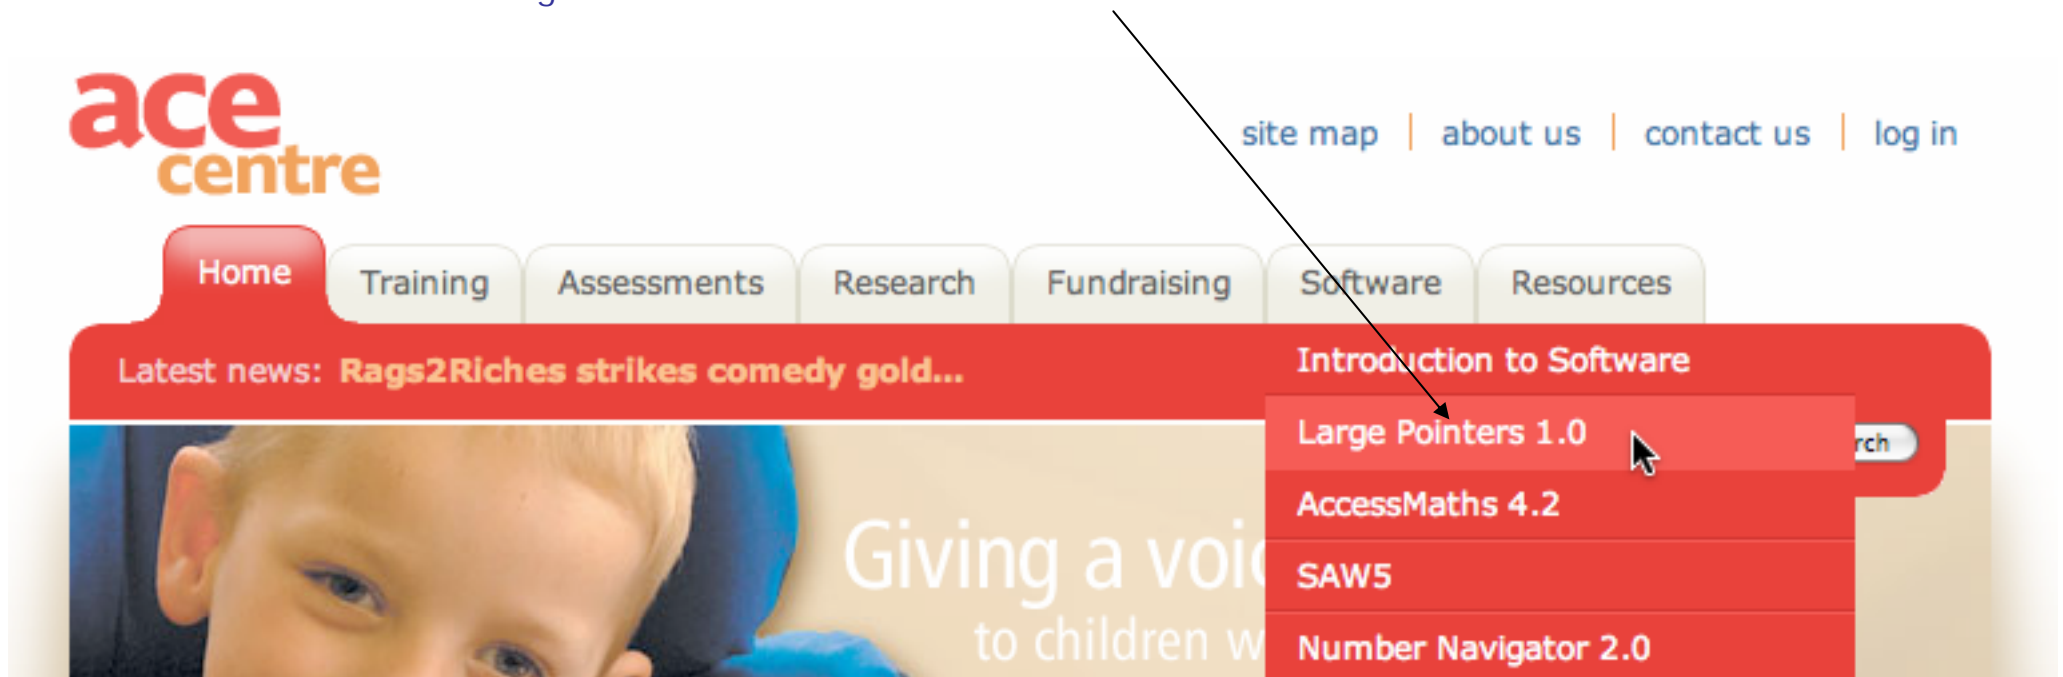 ace
centre
site map | about us | contact us | log in
Home Training Assessments Research Fundraising Software Resources
Latest news: Rags2Riches strikes comedy gold...
Introduction to Software
Large Pointers 1.0
AccessMaths 4.2
SAW5
Number Navigator 2.0
rch
Giving a voic
to children w